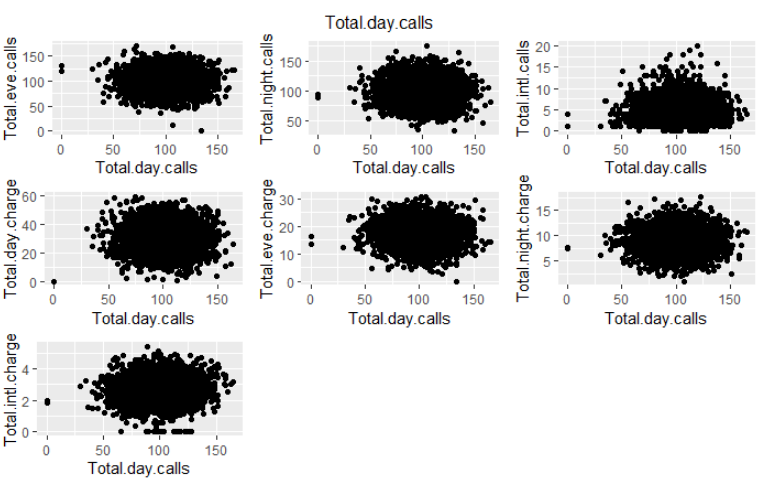 Total.day.calls
Total.eve.calls
150
100
50
0
0 50 100 150
Total.day.calls
Total.night.calls
150
100
50
0 50 100 150
Total.day.calls
Total.intl.calls
20
15
10
5
0
0 50 100 150
Total.day.calls
Total.day.charge
60
40
20
0
0 50 100 150
Total.day.calls
Total.eve.charge
30
20
10
0
0 50 100 150
Total.day.calls
Total.night.charge
15
10
5
0 50 100 150
Total.day.calls
Total.intl.charge
4
2
0
0 50 100 150
Total.day.calls